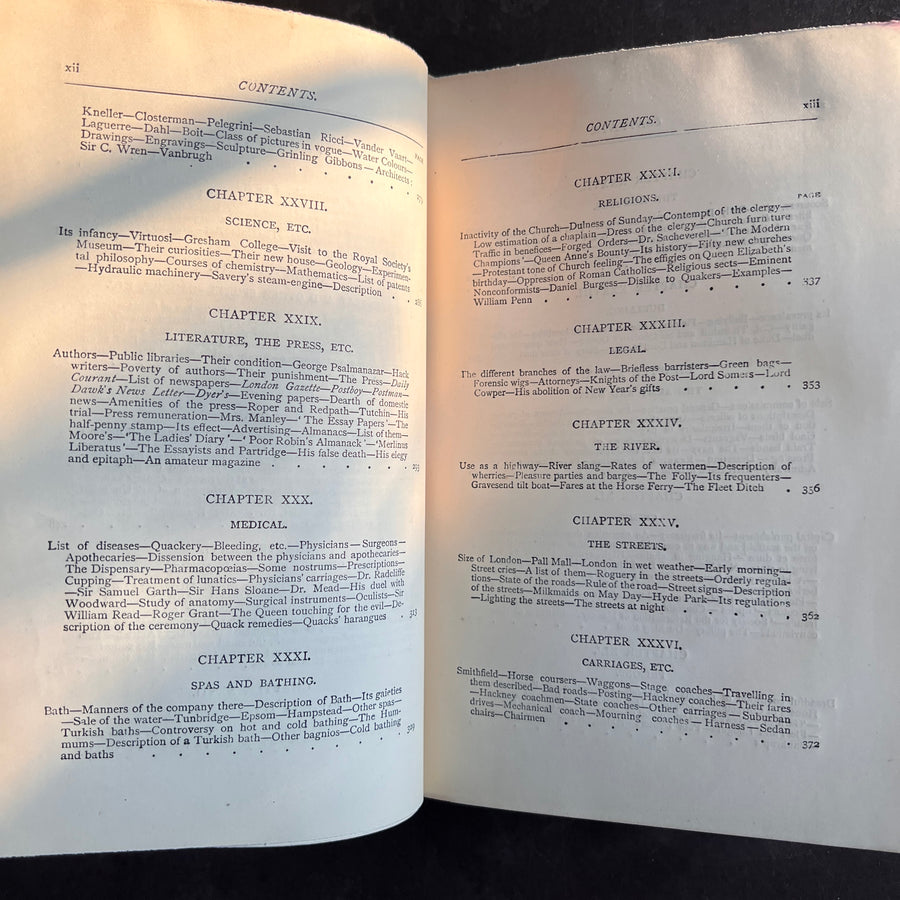 xii
CONTENTS.
PAGE
Kneller—Closterman—Pelegrini—Sebastian Ricci—Vander Vaart—
Laguerre—Dahl—Boit—Class of pictures in vogue—Water Colours—
Drawings—Engravings—Sculpture—Grinling Gibbons—Architects:
Sir C. Wren—Vanbrugh
CHAPTER XXVIII.
SCIENCE, ETC.
Its infancy—Virtuosi—Gresham College—Visit to the Royal Society's
Museum—Their curiosities—Their new house—Geology—Experimen-
tal philosophy—Courses of chemistry—Mathematics—List of patents
—Hydraulic machinery—Savery's steam-engine—Description
CHAPTER XXIX.
LITERATURE, THE PRESS, ETC.
Authors—Public libraries—Their condition—George Psalmanazar—Hack
writers—Poverty of authors—Their punishment—The Press—Daily
Courant—List of newspapers—London Gazette—Postboy—Postman—
Dawk's News Letter—Dyer's—Evening papers—Dearth of domestic
news—Amenities of the press—Roper and Redpath—Tutchin—His
trial—Press remuneration—Mrs. Manley—'The Essay Papers'—The
half-penny stamp—Its effect—Advertising—Almanacs—List of them—
Moore's—'The Ladies' Diary'—'Poor Robin's Almanack'—'Merlinus
Liberatus'—The Essayists and Partridge—His false death—His elegy
and epitaph—An amateur magazine
CHAPTER XXX.
MEDICAL.
List of diseases—Quackery—Bleeding, etc.—Physicians—Surgeons—
Apothecaries—Dissension between the physicians and apothecaries—
The Dispensary—Pharmacopœias—Some nostrums—Prescriptions—
Cupping—Treatment of lunatics—Physicians' carriages—Dr. Radcliffe
—Sir Samuel Garth—Sir Hans Sloane—Dr. Mead—His duel with
Woodward—Study of anatomy—Surgical instruments—Oculists—Sir
William Read—Roger Grant—The Queen touching for the evil—De-
scription of the ceremony—Quack remedies—Quacks' harangues . 313
CHAPTER XXXI.
SPAS AND BATHING.
Bath—Manners of the company there—Description of Bath—Its gaieties
—Sale of the water—Tunbridge—Epsom—Hampstead—Other spas—
Turkish baths—Controversy on hot and cold bathing—The Hum-
mums—Description of a Turkish bath—Other bagnios—Cold bathing
and baths . . . . . . . . 329
xiii
CONTENTS.
CHAPTER XXXII.
RELIGIONS.
PAGE
Inactivity of the Church—Dulness of Sunday—Contempt of the clergy—
Low estimation of a chaplain—Dress of the clergy—Church furniture
Traffic in benefices—Forged Orders—Dr. Sacheverell—'The Modern
Champions'—Queen Anne's Bounty—Its history—Fifty new churches
—Protestant tone of Church feeling—The effigies on Queen Elizabeth's
birthday—Oppression of Roman Catholics—Religious sects—Eminent
Nonconformists—Daniel Burgess—Dislike to Quakers—Examples—
William Penn . . . . . . . . 337
CHAPTER XXXIII.
LEGAL.
The different branches of the law—Briefless barristers—Green bags—
Forensic wigs—Attorneys—Knights of the Post—Lord Somers—Lord
Cowper—His abolition of New Year's gifts . . . . 353
CHAPTER XXXIV.
THE RIVER.
Use as a highway—River slang—Rates of watermen—Description of
wherries—Pleasure parties and barges—The Folly—Its frequenters—
Gravesend tilt boat—Fares at the Horse Ferry—The Fleet Ditch . 356
CHAPTER XXXV.
THE STREETS.
Size of London—Pall Mall—London in wet weather—Early morning—
Street cries—A list of them—Roguery in the streets—Orderly regula-
tions—State of the roads—Rule of the road—Street signs—Description
of the streets—Milkmaids on May Day—Hyde Park—Its regulations
—Lighting the streets—The streets at night . . . . 362
CHAPTER XXXVI.
CARRIAGES, ETC.
Smithfield—Horse coursers—Waggons—Stage coaches—Travelling in
them described—Bad roads—Posting—Hackney coaches—Their fares
—Hackney coachmen—State coaches—Other carriages—Suburban
drives—Mechanical coach—Mourning coaches—Harness—Sedan
chairs—Chairmen . . . . . . . . 372